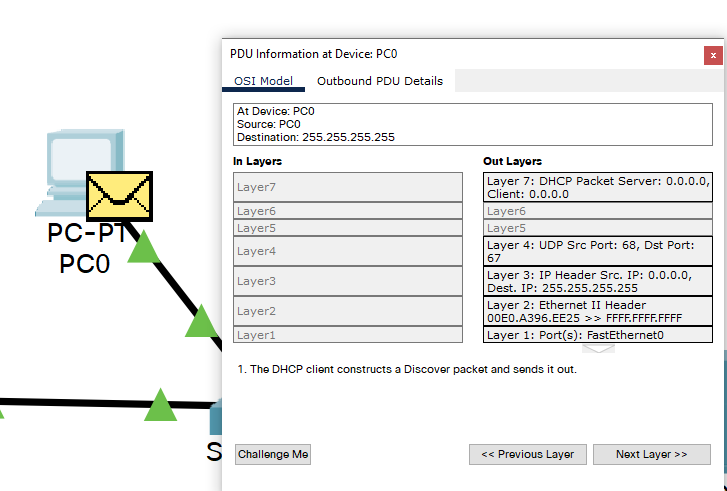 PDU Information at Device: PC0
x
OSI Model
Outbound PDU Details
At Device: PC0
Source: PC0
Destination: 255.255.255.255
In Layers
Out Layers
Layer7
Layer6
Layer5
Layer4
Layer3
Layer2
Layer1
Layer 7: DHCP Packet Server: 0.0.0.0,
Client: 0.0.0.0
Layer6
Layer5
Layer 4: UDP Src Port: 68, Dst Port:
67
Layer 3: IP Header Src. IP: 0.0.0.0,
Dest. IP: 255.255.255.255
Layer 2: Ethernet II Header
00E0.A396.EE25 >> FFFF.FFFF.FFFF
Layer 1: Port(s): FastEthernet0
1. The DHCP client constructs a Discover packet and sends it out.
Challenge Me
<< Previous Layer
Next Layer >>
PC-PT
PC0
S